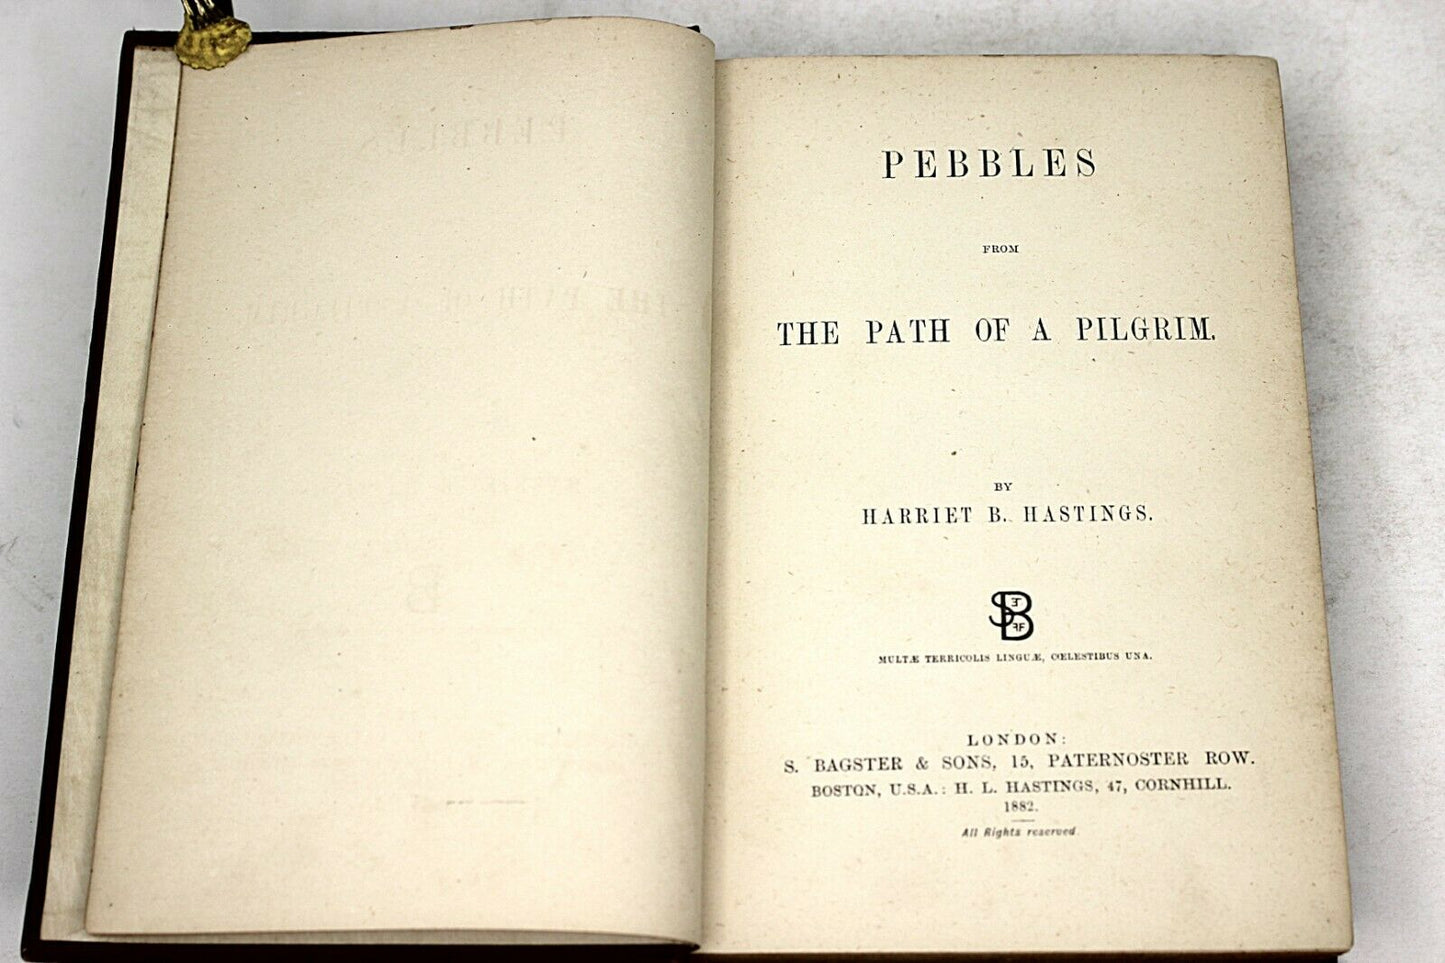 PEBBLES
FROM
THE PATH OF A PILGRIM.
BY
HARRIET B. HASTINGS.
MULTÆ TERRICOLIS LINGUÆ, CŒLESTIBUS UNA.
LONDON:
S. BAGSTER & SONS, 15, PATERNOSTER ROW.
BOSTON, U.S.A.: H. L. HASTINGS, 47, CORNHILL.
1882.
All Rights reserved.